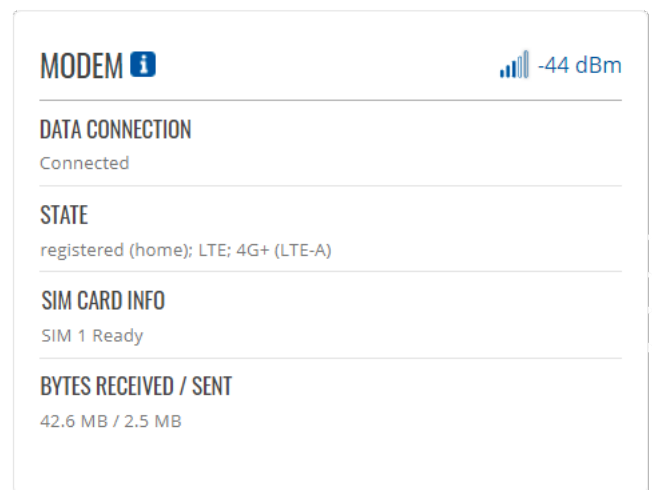 MODEM i -44 dBm
DATA CONNECTION
Connected
STATE
registered (home); LTE; 4G+ (LTE-A)
SIM CARD INFO
SIM 1 Ready
BYTES RECEIVED / SENT
42.6 MB / 2.5 MB